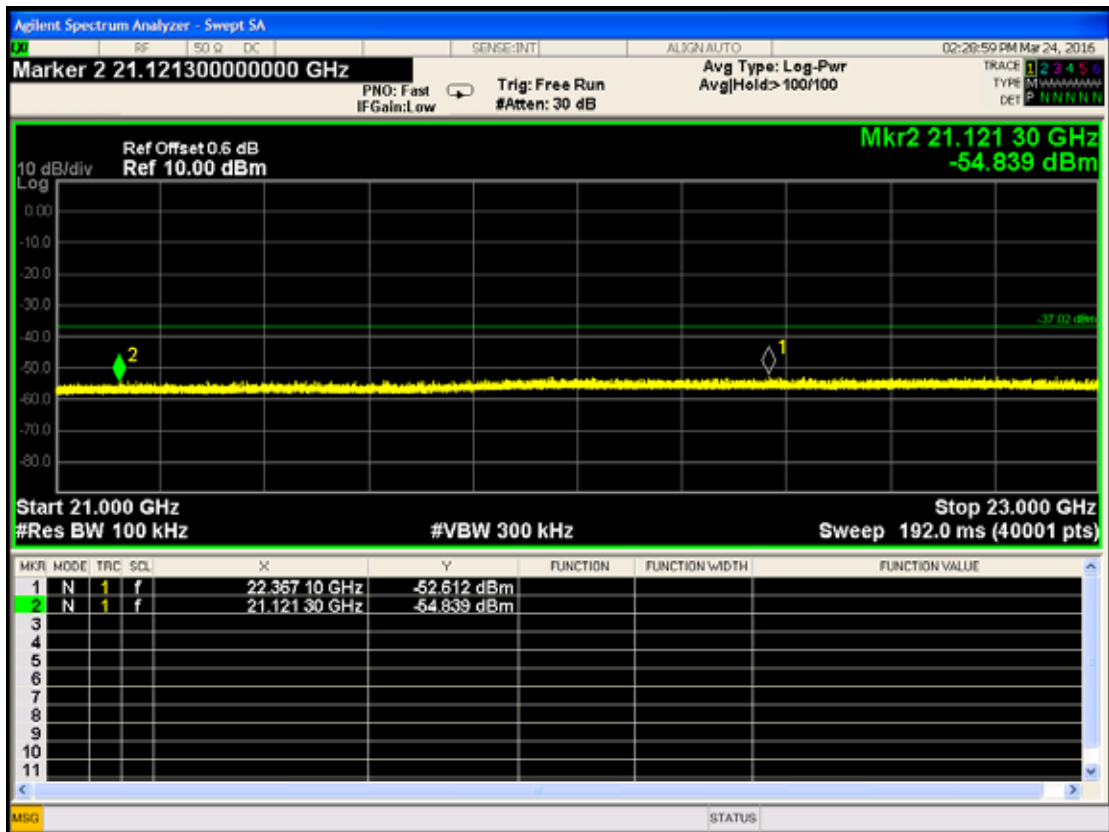 Agilent Spectrum Analyzer - Swept SA
LXI RF 50 Ω DC SENSE:INT ALIGN AUTO 02:28:59 PM Mar 24, 2016
Marker 2 21.121300000000 GHz
PNO: Fast
IFGain:Low
Trig: Free Run
#Atten: 30 dB
Avg Type: Log-Pwr
Avg|Hold:>100/100
TRACE 1 2 3 4 5 6
TYPE M
DET P N N N N N
Mkr2 21.121 30 GHz
-54.839 dBm
Ref Offset 0.6 dB
10 dB/div Ref 10.00 dBm
Log
0.00
-10.0
-20.0
-30.0
-37.02 dBm
-40.0
2
1
-50.0
-60.0
-70.0
-80.0
Start 21.000 GHz Stop 23.000 GHz
#Res BW 100 kHz #VBW 300 kHz Sweep 192.0 ms (40001 pts)
MKR MODE TRC SCL X Y FUNCTION FUNCTION WIDTH FUNCTION VALUE
1 N 1 f 22.367 10 GHz -52.612 dBm
2 N 1 f 21.121 30 GHz -54.839 dBm
3
4
5
6
7
8
9
10
11
MSG STATUS